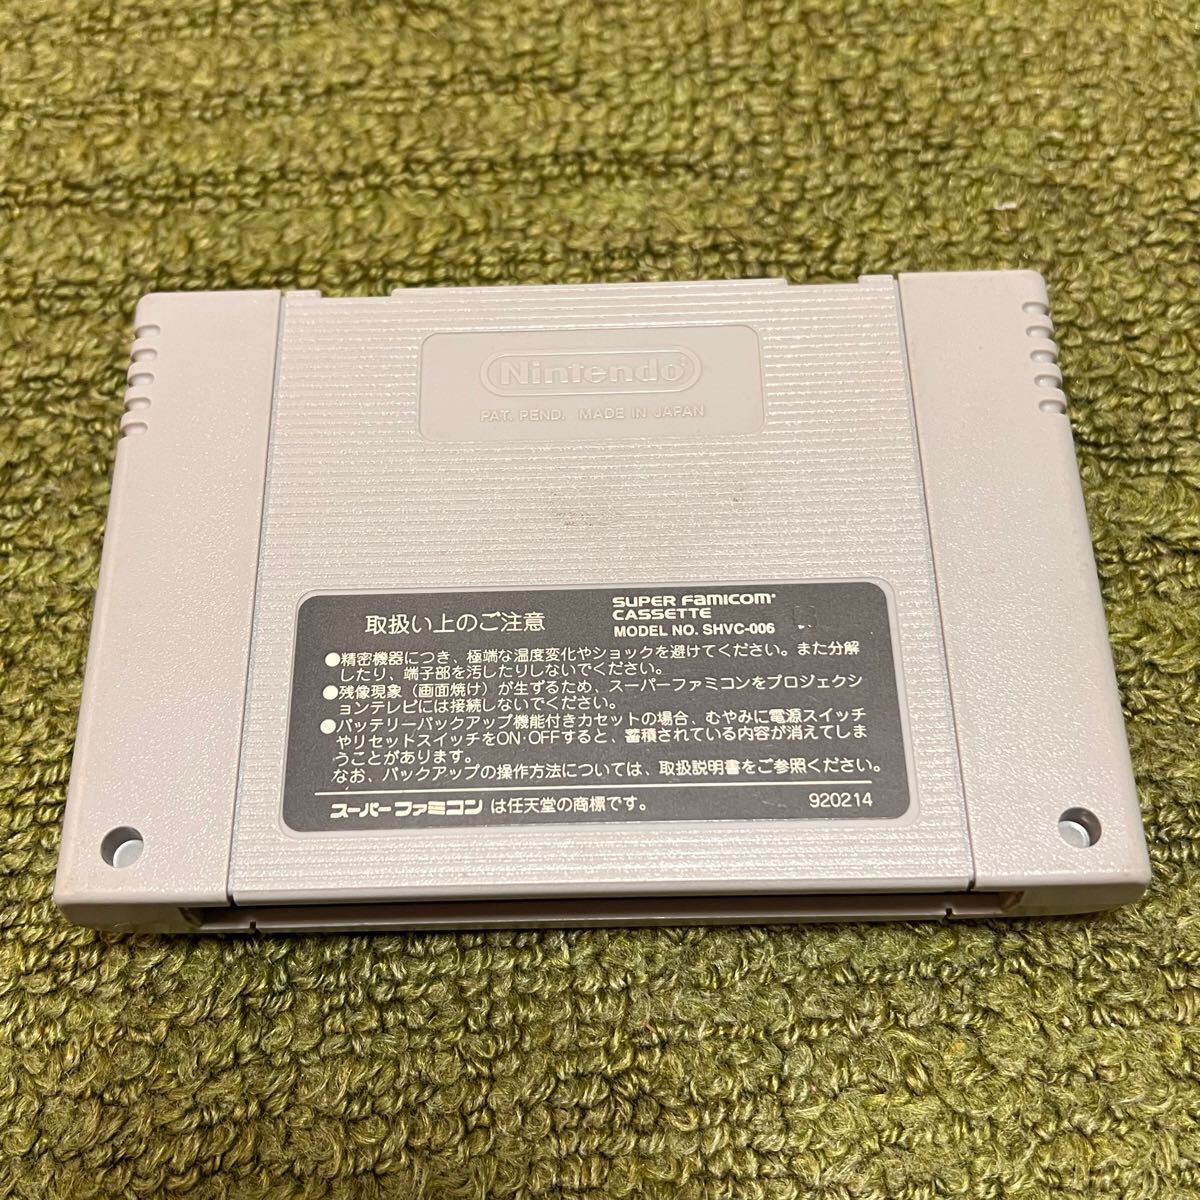 Nintendo®
PAT. PEND. MADE IN JAPAN
取扱い上のご注意
SUPER FAMICOM®
CASSETTE
MODEL NO. SHVC-006
●精密機器につき、極端な温度変化やショックを避けてください。また分解
したり、端子部を汚したりしないでください。
●残像現象（画面焼け）が生ずるため、スーパーファミコンをプロジェクシ
ョンテレビには接続しないでください。
●バッテリーバックアップ機能付きカセットの場合、むやみに電源スイッチ
やリセットスイッチをON・OFFすると、蓄積されている内容が消えてしま
うことがあります。
なお、バックアップの操作方法については、取扱説明書をご参照ください。
スーパーファミコン は任天堂の商標です。
920214